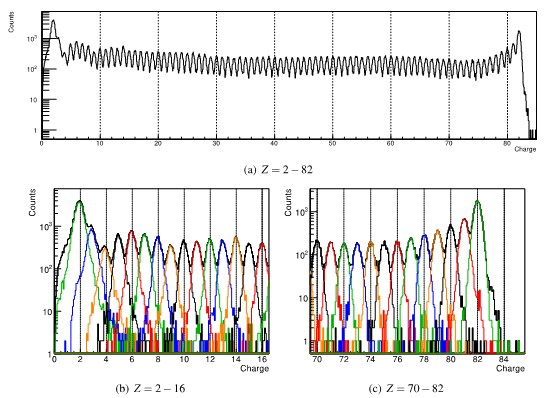 Counts
10³
10²
10
1
0 10 20 30 40 50 60 70 80
Charge
(a) Z = 2 − 82
Counts
10³
10²
10
1
0 2 4 6 8 10 12 14 16
Charge
(b) Z = 2 − 16
Counts
10³
10²
10
1
70 72 74 76 78 80 82 84
Charge
(c) Z = 70 − 82